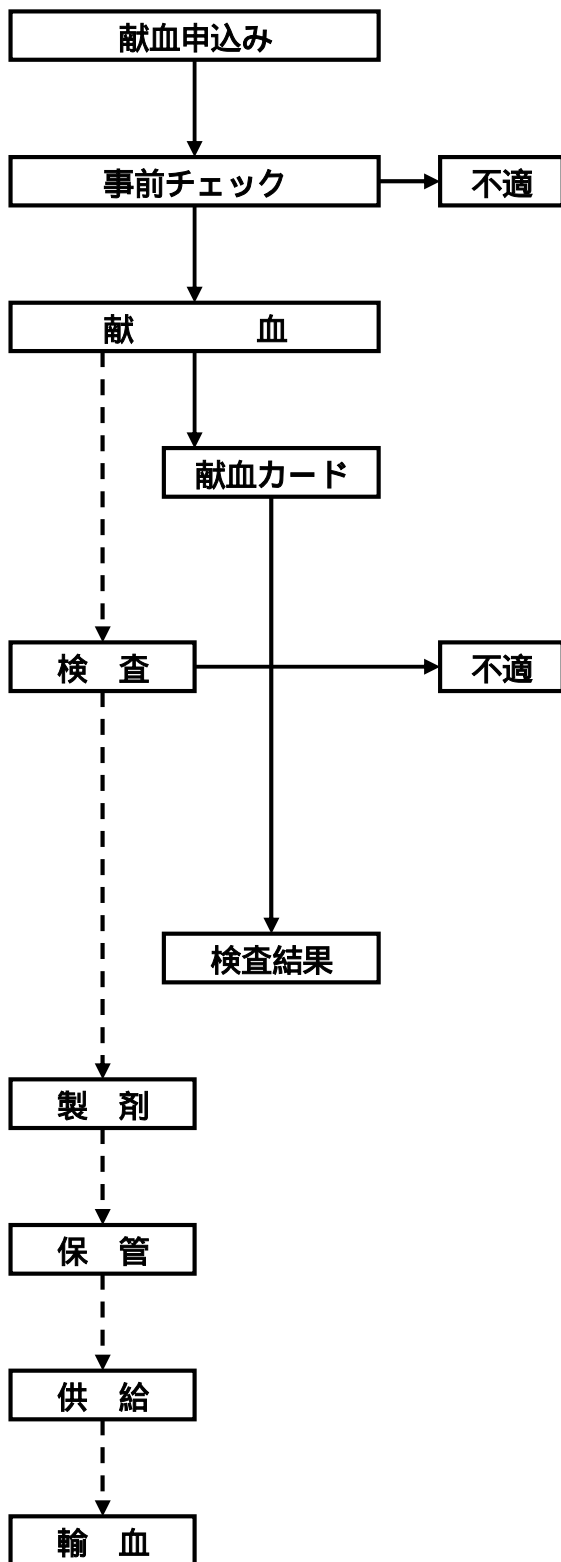 献血申込み
事前チェック
不適
献　　　　血
献血カード
検　査
不適
検査結果
製　剤
保　管
供　給
輸　血